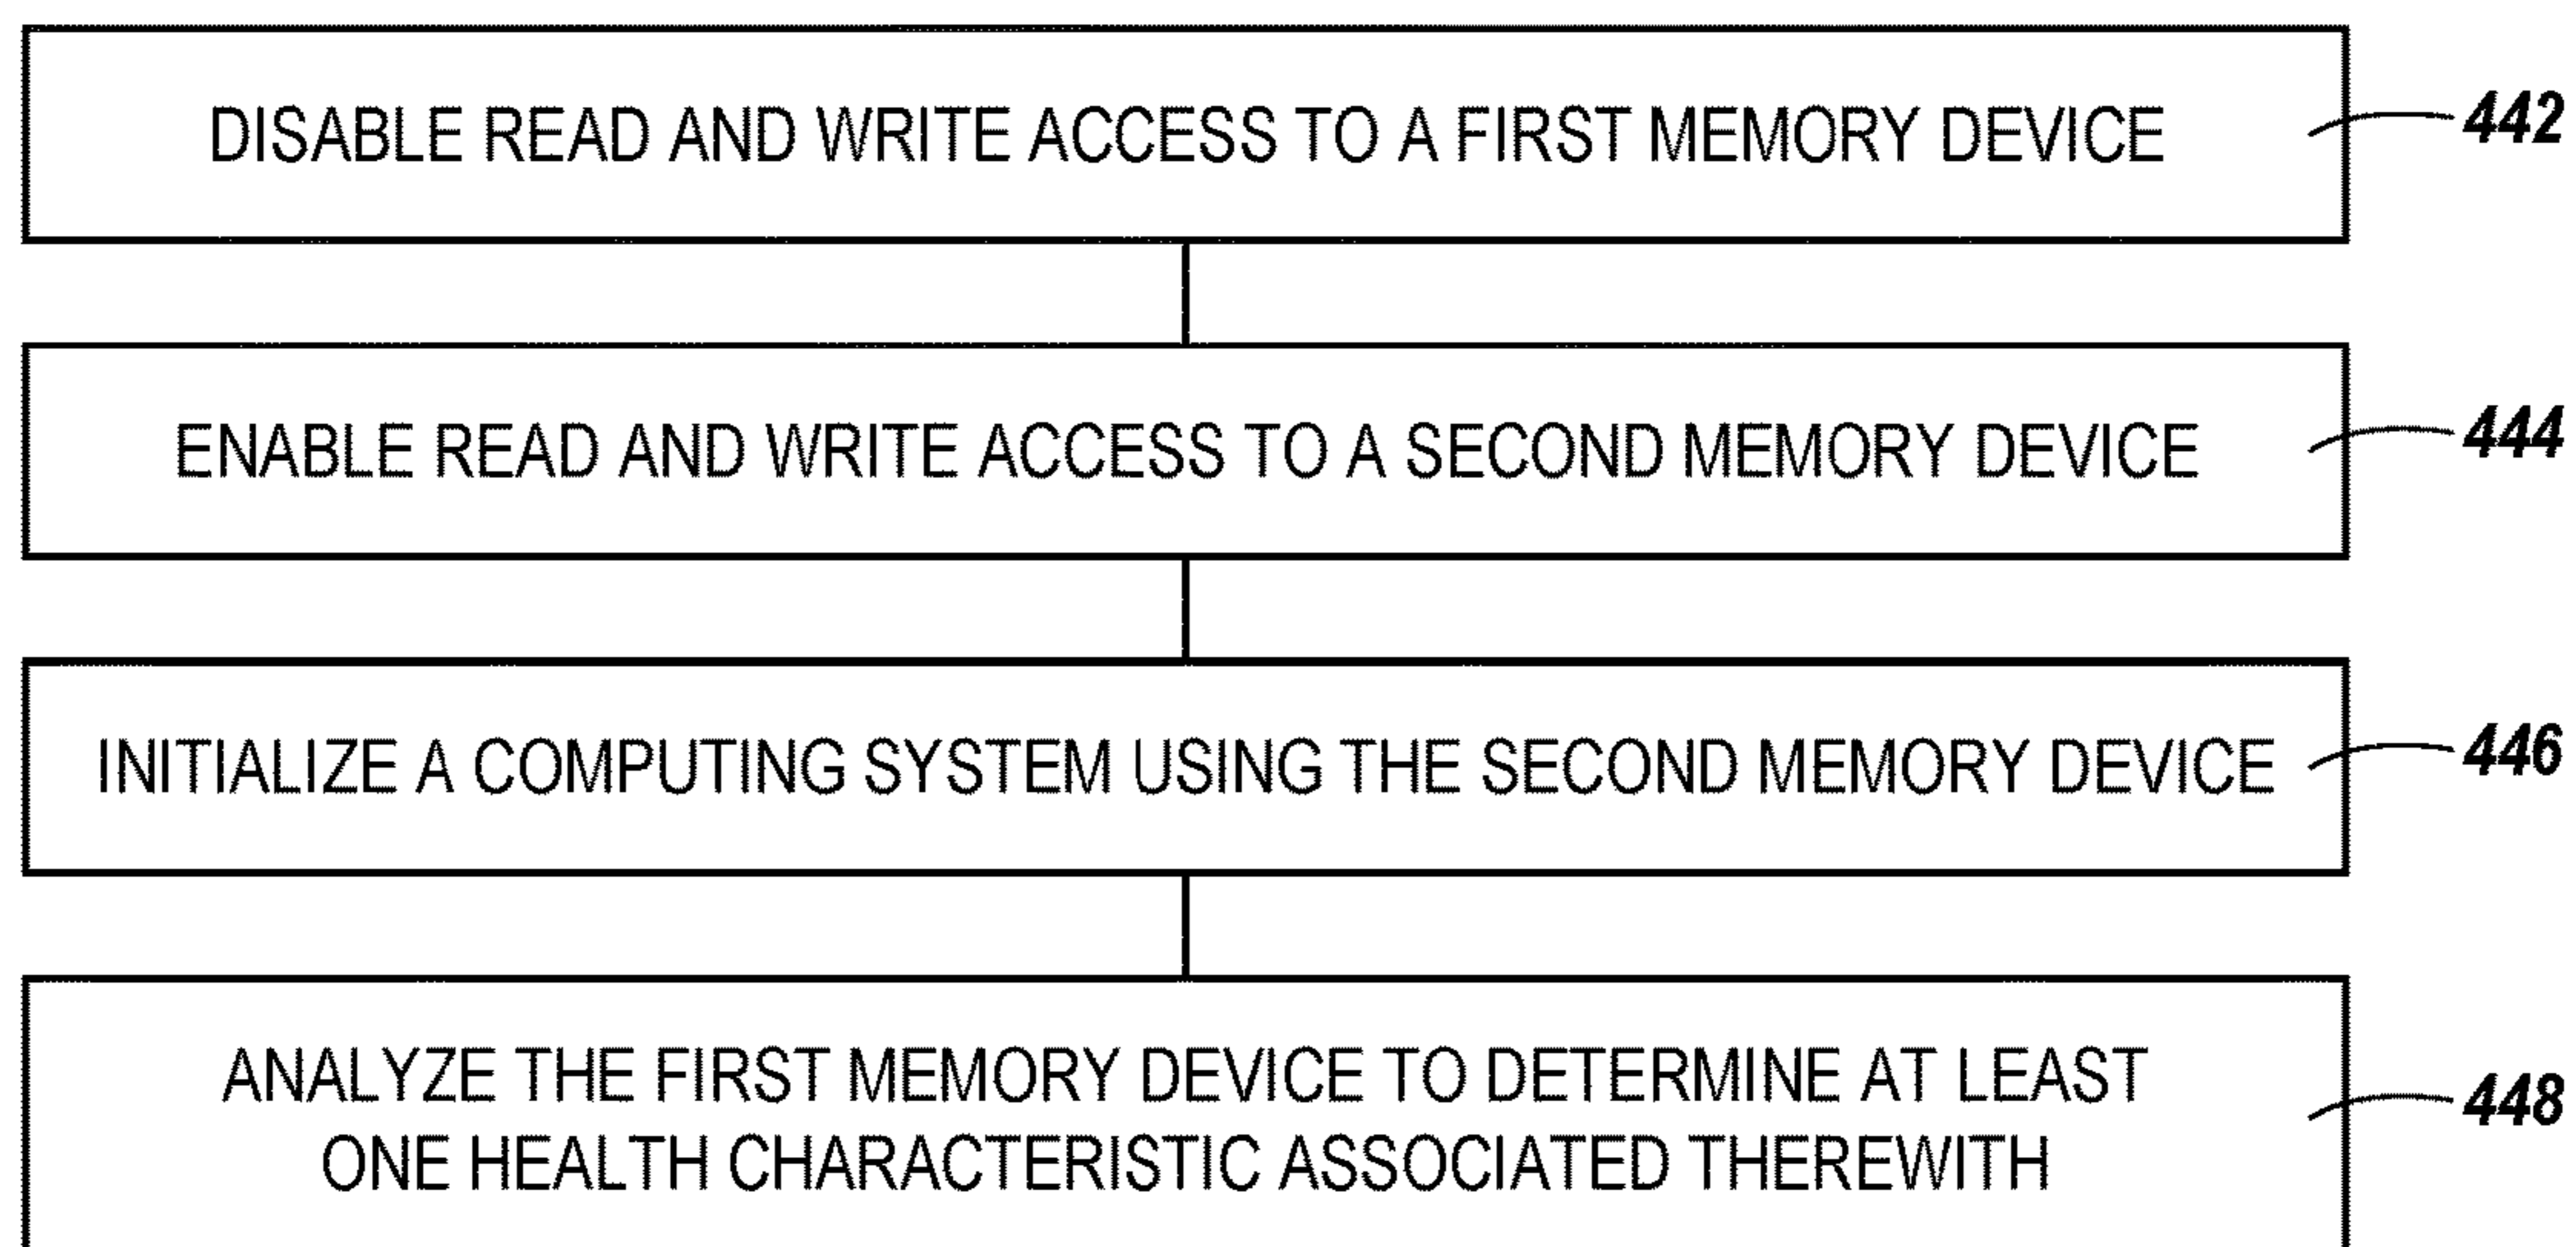 DISABLE READ AND WRITE ACCESS TO A FIRST MEMORY DEVICE 442
ENABLE READ AND WRITE ACCESS TO A SECOND MEMORY DEVICE 444
INITIALIZE A COMPUTING SYSTEM USING THE SECOND MEMORY DEVICE 446
ANALYZE THE FIRST MEMORY DEVICE TO DETERMINE AT LEAST
ONE HEALTH CHARACTERISTIC ASSOCIATED THEREWITH
448